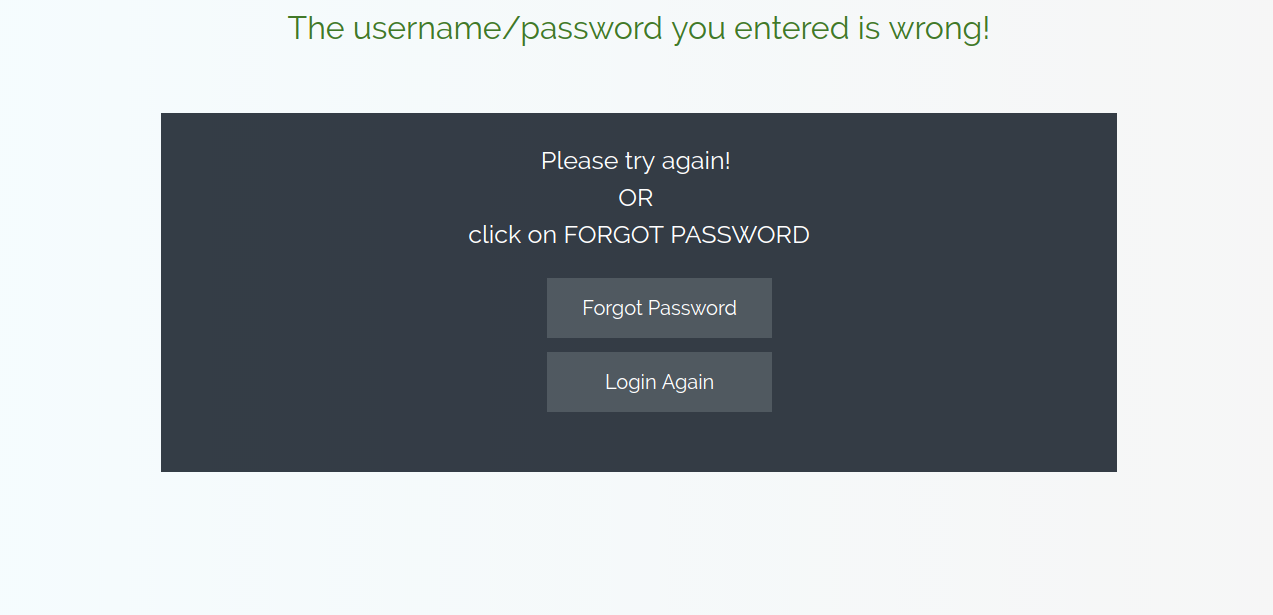 The username/password you entered is wrong!
Please try again!
OR
click on FORGOT PASSWORD
Forgot Password
Login Again